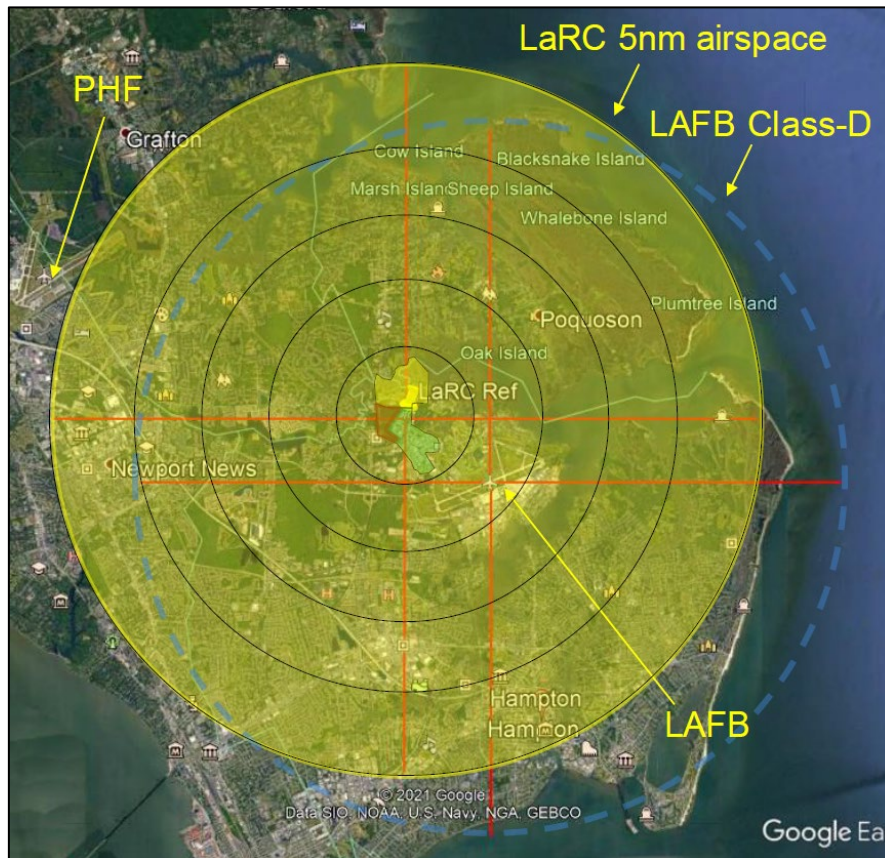 LaRC 5nm airspace
PHF
LAFB Class-D
Grafton
Cow Island
Blacksnake Island
Marsh Island
Sheep Island
Whalebone Island
Plumtree Island
Poquoson
Oak Island
LaRC Ref
Newport News
Hampton
LAFB
Hampton
© 2021 Google
Data SIO, NOAA, U.S. Navy, NGA, GEBCO
Google Ea